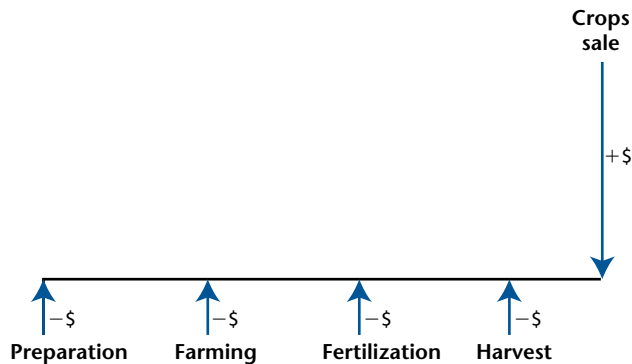 Crops
sale
+$
−$
−$
−$
−$
Preparation
Farming
Fertilization
Harvest